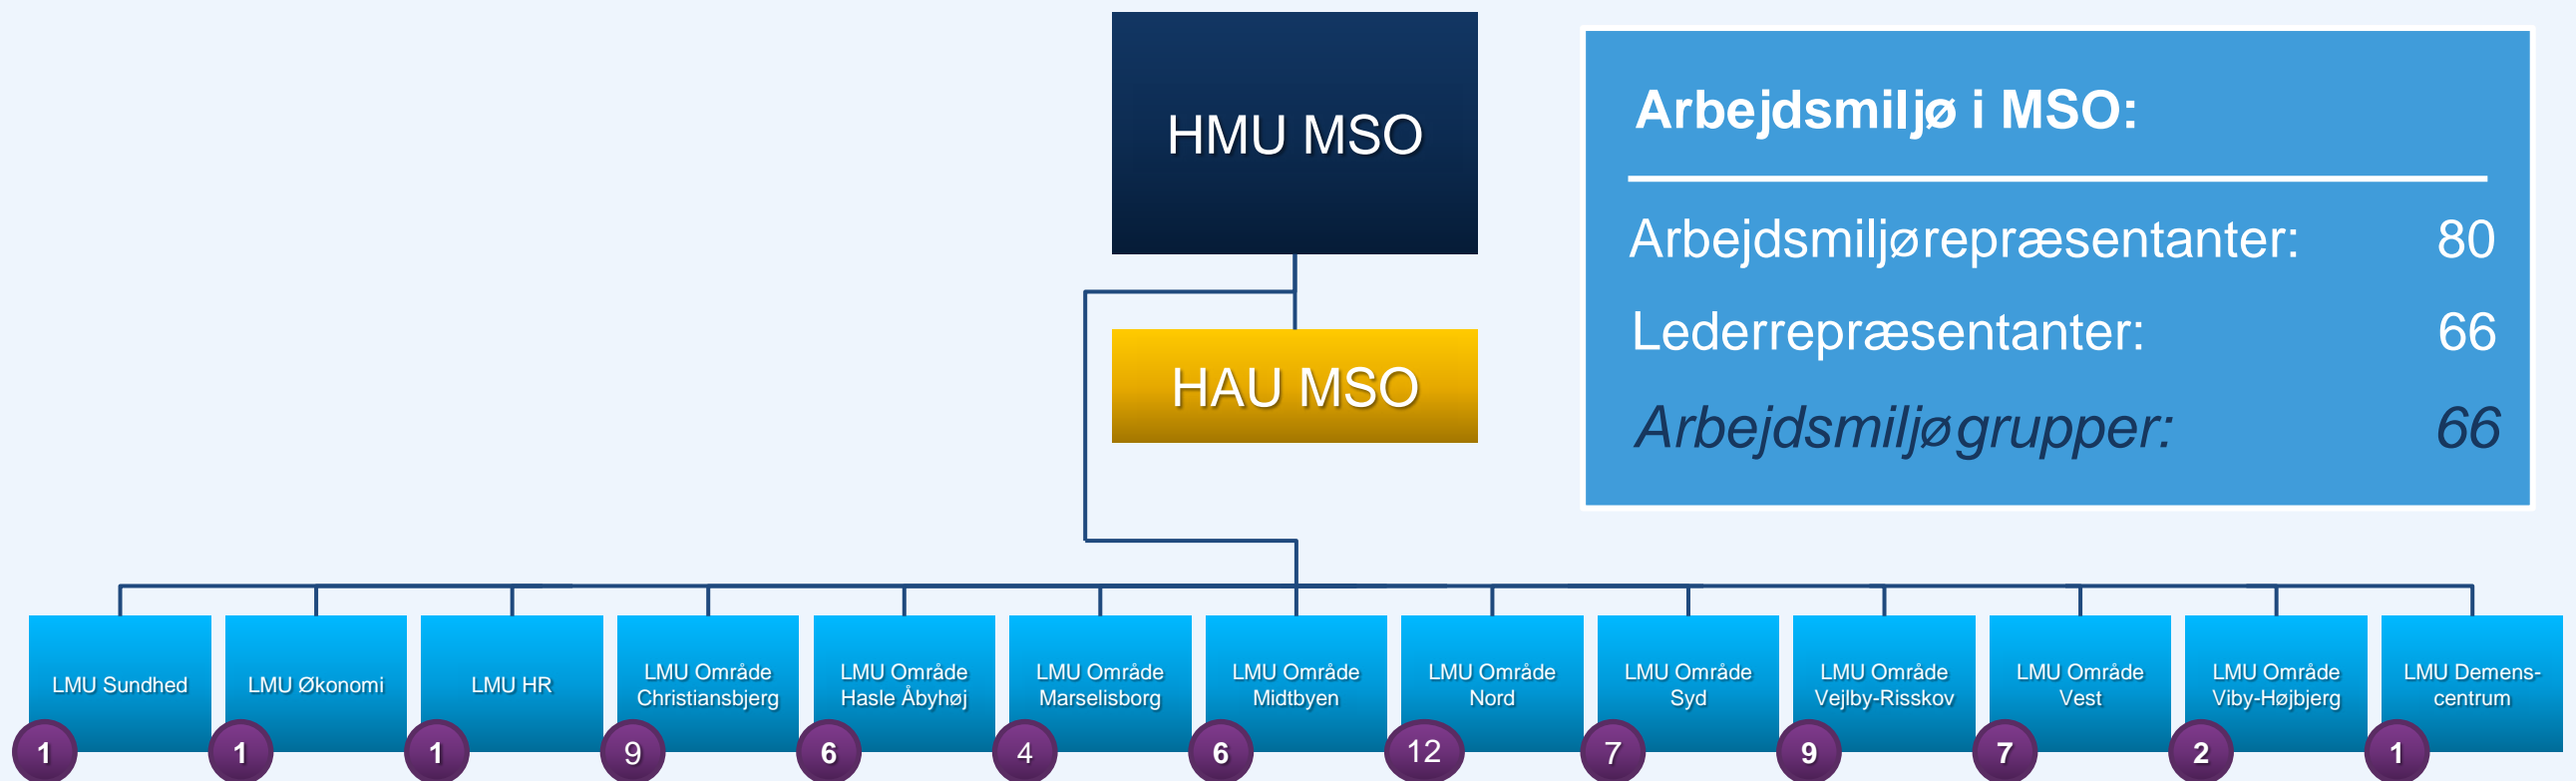 HMU MSO
HAU MSO
Arbejdsmiljø i MSO:
Arbejdsmiljørepræsentanter: 80
Lederrepræsentanter: 66
Arbejdsmiljøgrupper: 66
LMU Sundhed
1
LMU Økonomi
1
LMU HR
1
LMU Område
Christiansbjerg
9
LMU Område
Hasle Åbyhøj
6
LMU Område
Marselisborg
4
LMU Område
Midtbyen
6
LMU Område
Nord
12
LMU Område
Syd
7
LMU Område
Vejlby-Risskov
9
LMU Område
Vest
7
LMU Område
Viby-Højbjerg
2
LMU Demens-
centrum
1